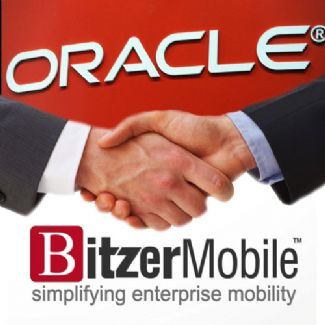 ORACLE®
BitzerMobile™
simplifying enterprise mobility